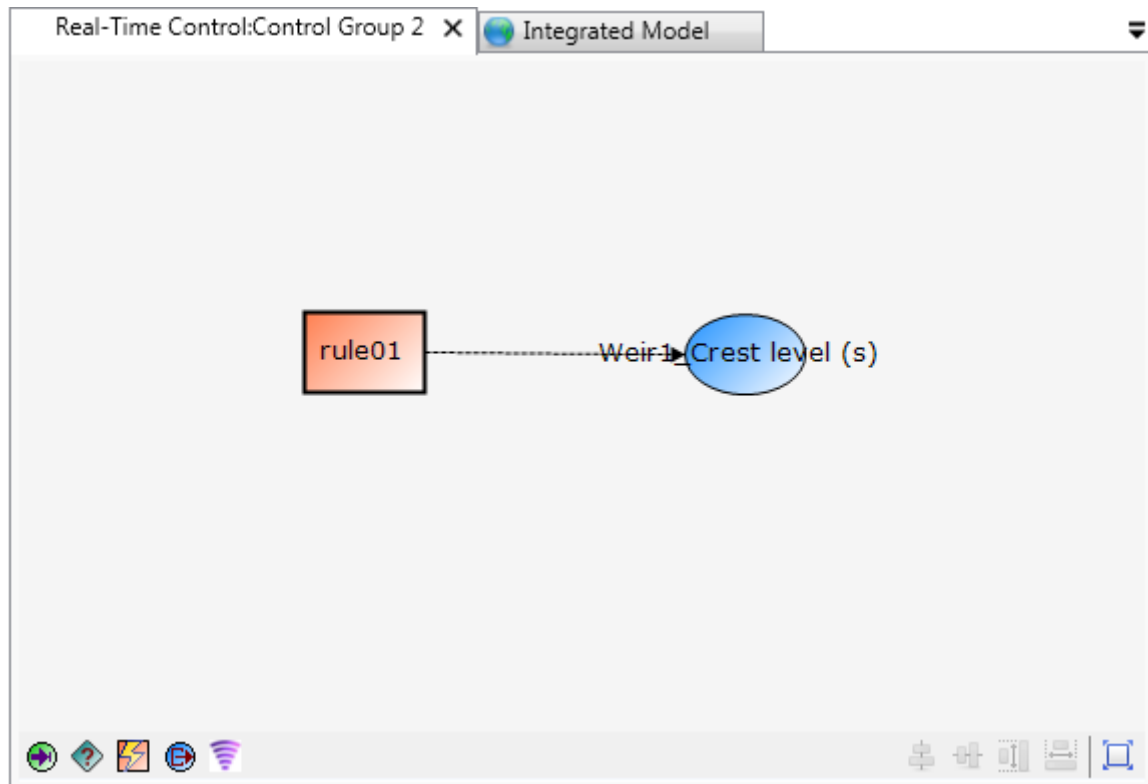 Real-Time Control:Control Group 2
Integrated Model
rule01
Weir1_Crest level (s)